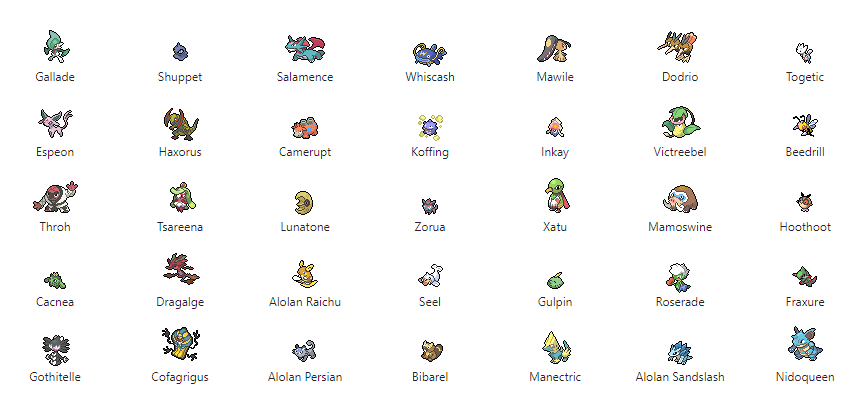 Gallade Shuppet Salamence Whiscash Mawile Dodrio Togetic
Espeon Haxorus Camerupt Koffing Inkay Victreebel Beedrill
Throh Tsareena Lunatone Zorua Xatu Mamoswine Hoothoot
Cacnea Dragalge Alolan Raichu Seel Gulpin Roserade Fraxure
Gothitelle Cofagrigus Alolan Persian Bibarel Manectric Alolan Sandslash Nidoqueen